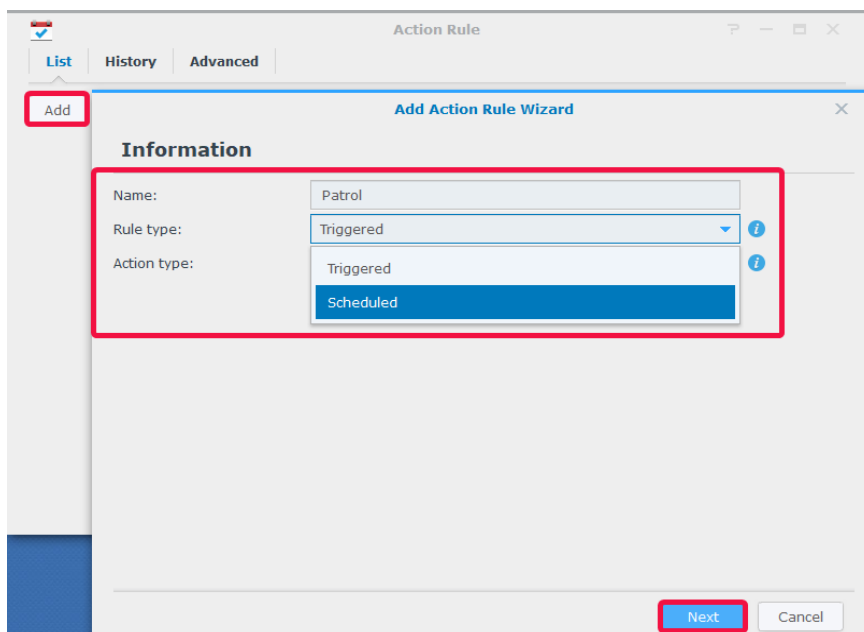 Action Rule
List History Advanced
Add
Add Action Rule Wizard
Information
Name: Patrol
Rule type: Triggered
Action type:
Triggered
Scheduled
Next Cancel